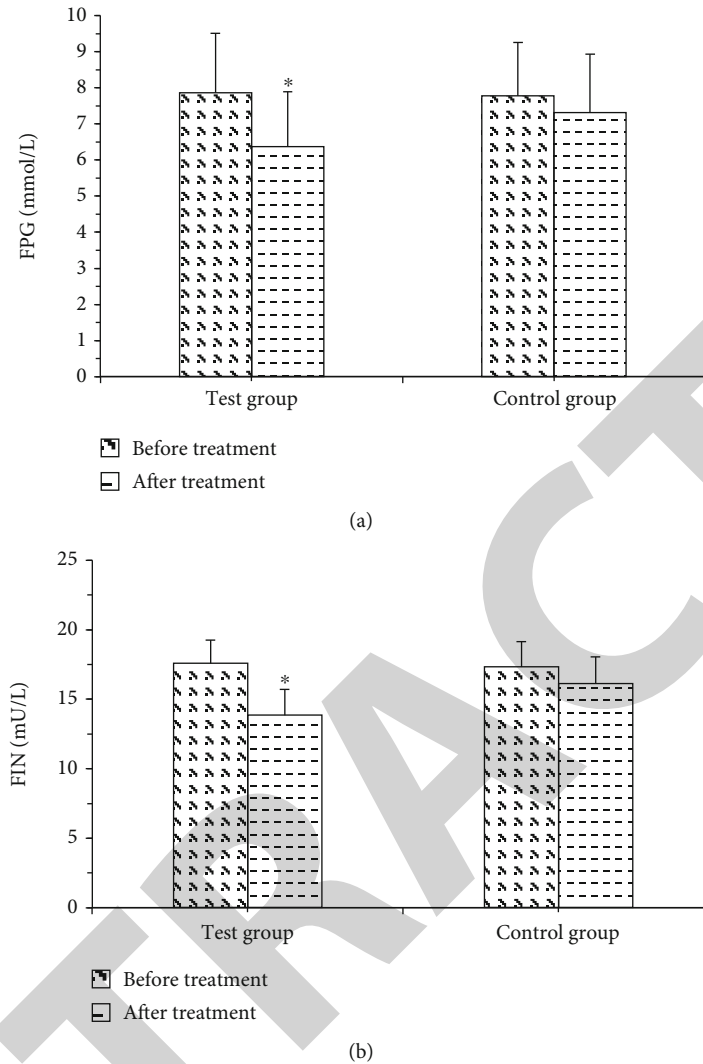 10
9
8
7
6
5
4
3
2
1
0
FPG (mmol/L)
*
Test group
Control group
Before treatment
After treatment
(a)
25
20
15
10
5
0
FIN (mU/L)
*
Test group
Control group
Before treatment
After treatment
(b)
TRACT